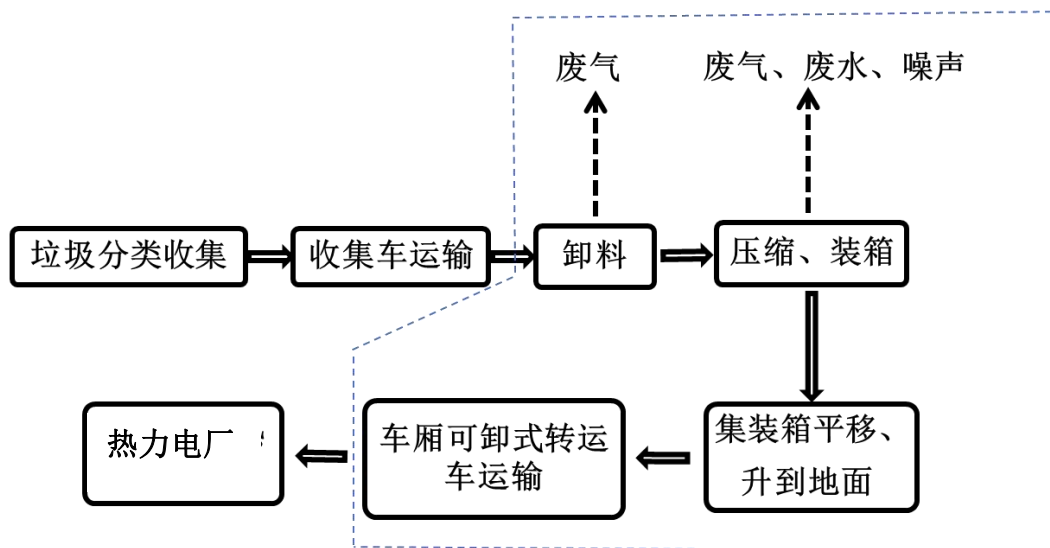 废气
废气、废水、噪声
垃圾分类收集
收集车运输
卸料
压缩、装箱
集装箱平移、
升到地面
车厢可卸式转运
车运输
热力电厂